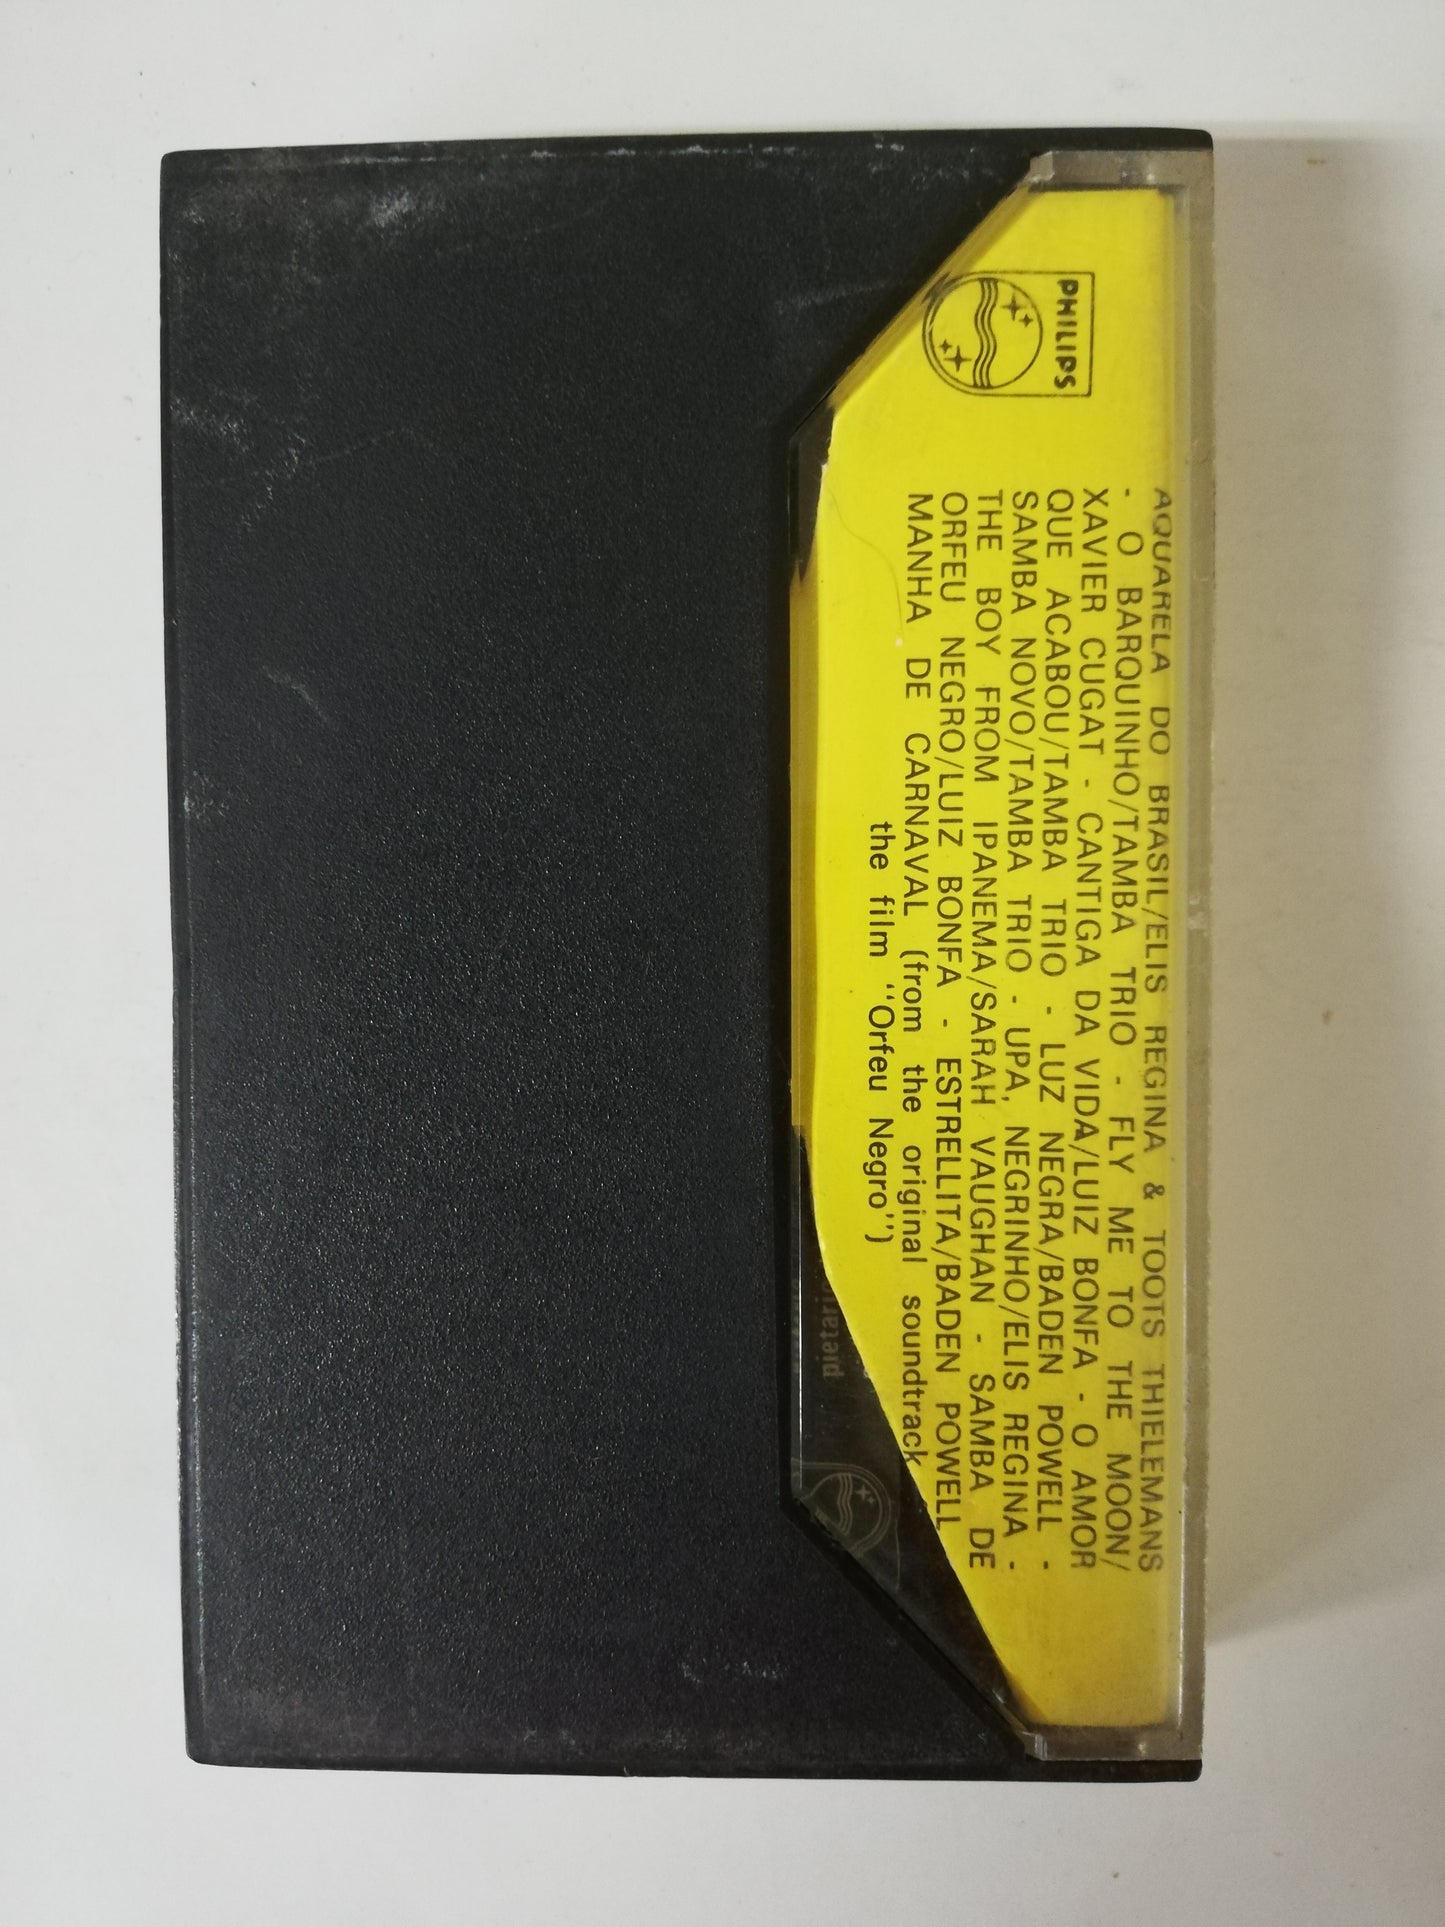 PHILIPS
AQUARELA DO BRASIL/ELIS REGINA & TOOTS THIELEMANS
- O BARQUINHO/TAMBA TRIO - FLY ME TO THE MOON/
XAVIER CUGAT - CANTIGA DA VIDA/LUIZ BONFA - O AMOR
QUE ACABOU/TAMBA TRIO - LUZ NEGRA/BADEN POWELL -
SAMBA NOVO/TAMBA TRIO - UPA, NEGRINHO/ELIS REGINA -
THE BOY FROM IPANEMA/SARAH VAUGHAN - SAMBA DE
ORFEU NEGRO/LUIZ BONFA - ESTRELLITA/BADEN POWELL
MANHA DE CARNAVAL (from the original soundtrack
the film "Orfeu Negro")